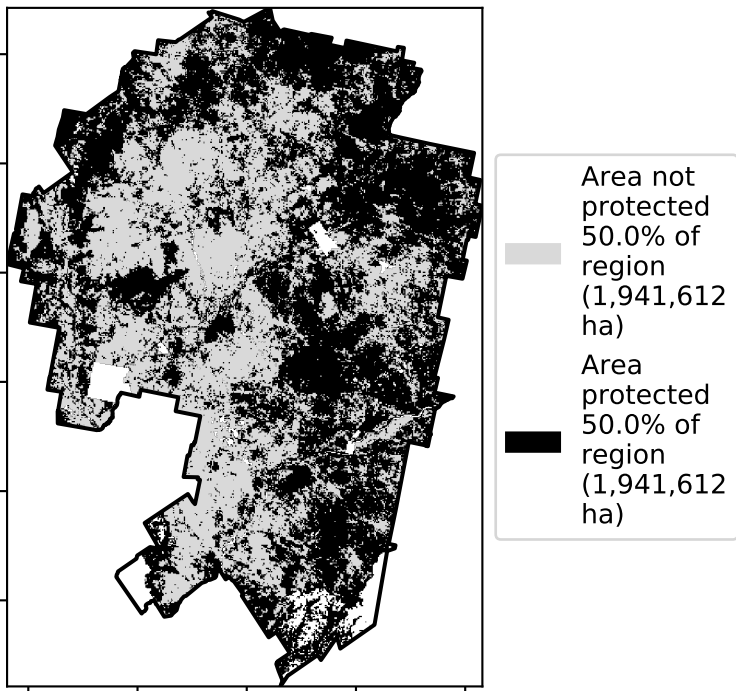 Area not
protected
50.0% of
region
(1,941,612
ha)
Area
protected
50.0% of
region
(1,941,612
ha)